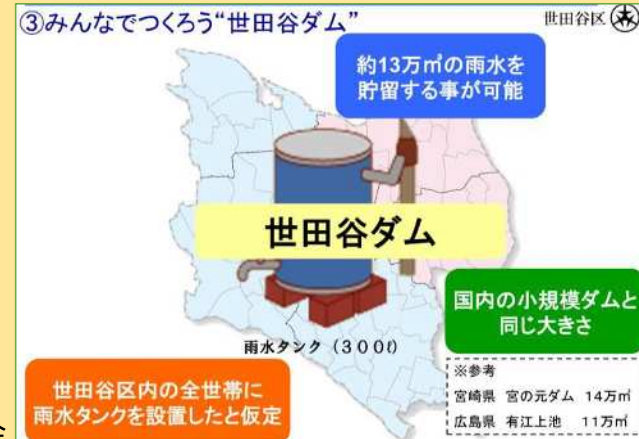 ③みんなでつくろう“世田谷ダム”
世田谷区
約13万㎥の雨水を
貯留する事が可能
世田谷ダム
国内の小規模ダムと
同じ大きさ
雨水タンク（３００ℓ）
世田谷区内の全世帯に
雨水タンクを設置したと仮定
※参考
宮崎県 宮の元ダム 14万㎥
広島県 有江上池 11万㎥